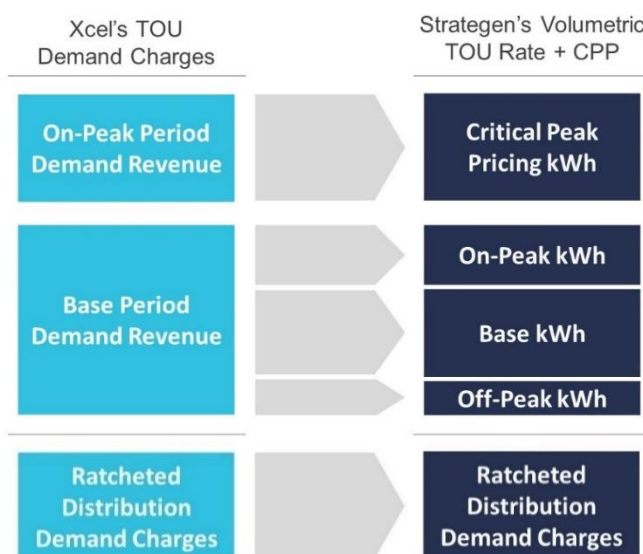 Xcel's TOU
Demand Charges
Strategen's Volumetric
TOU Rate + CPP
On-Peak Period
Demand Revenue
Critical Peak
Pricing kWh
Base Period
Demand Revenue
On-Peak kWh
Base kWh
Off-Peak kWh
Ratcheted
Distribution
Demand Charges
Ratcheted
Distribution
Demand Charges